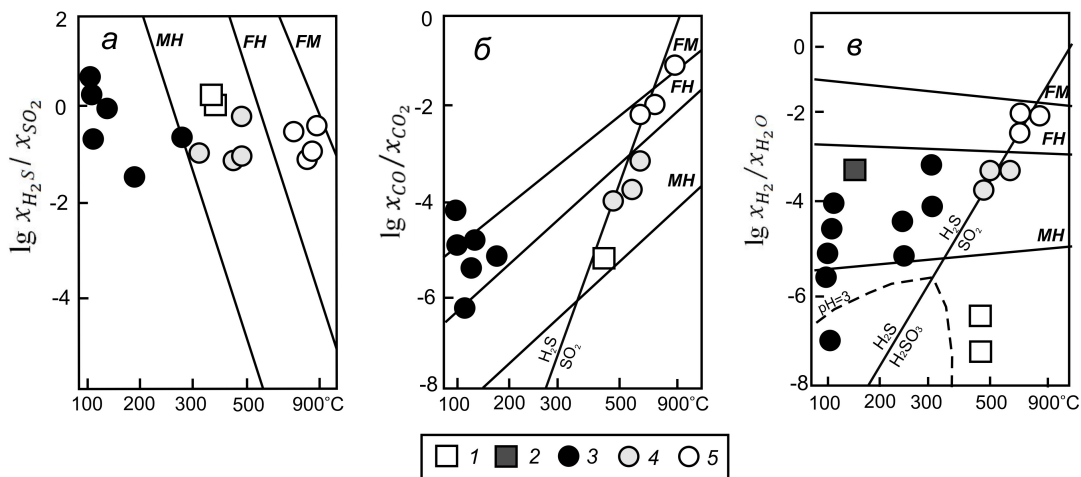 2
0
-2
-4
lg x_H₂S / x_SO₂
а
MH
FH
FM
100
200
300
500
900°C
0
-2
-4
-6
-8
lg x_CO/x_CO₂
б
FM
FH
MH
H₂S
SO₂
100
200
300
500
900°C
0
-2
-4
-6
-8
lg x_H₂/x_H₂O
в
FM
FH
MH
H₂S
SO₂
pH=3
H₂S
H₂SO₃
100
200
300
500
900°C
1 2 3 4 5